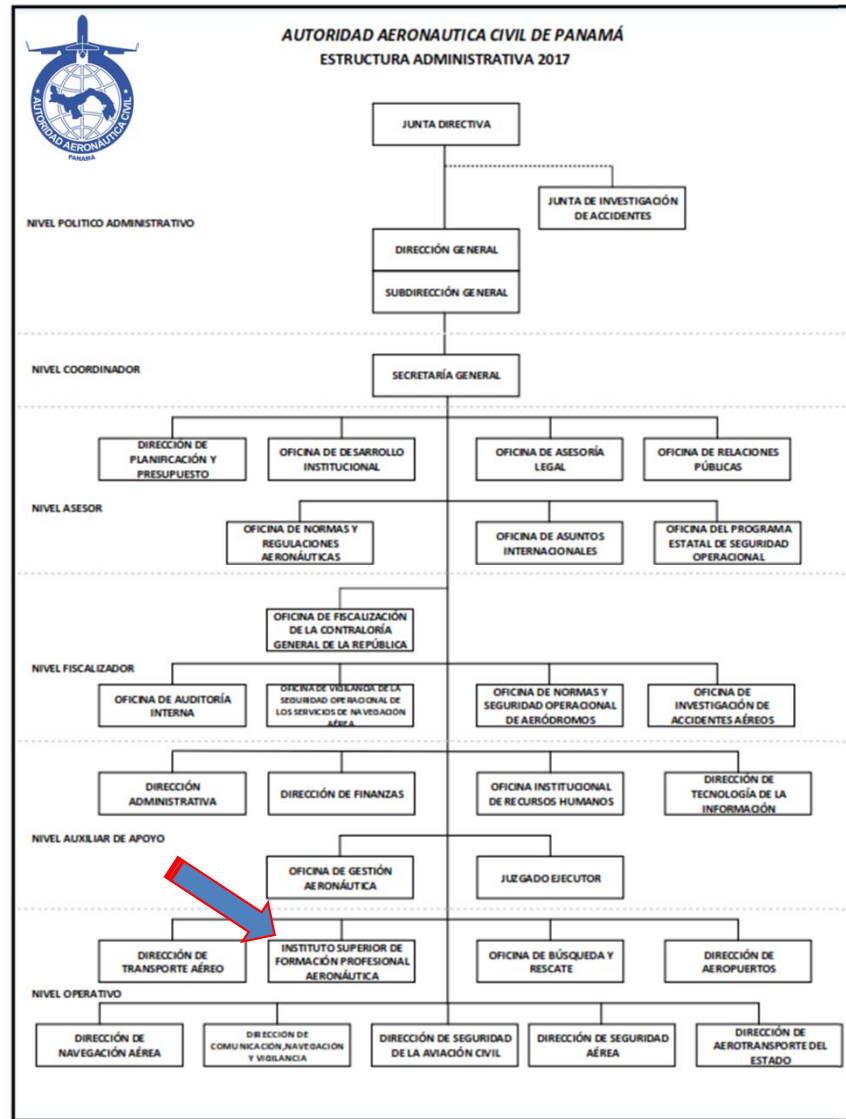 AUTORIDAD AERONAUTICA CIVIL DE PANAMÁ
ESTRUCTURA ADMINISTRATIVA 2017
AUTORIDAD AERONAUTICA CIVIL
PANAMÁ
JUNTA DIRECTIVA
JUNTA DE INVESTIGACIÓN
DE ACCIDENTES
NIVEL POLITICO ADMINISTRATIVO
DIRECCIÓN GENERAL
SUBDIRECCIÓN GENERAL
NIVEL COORDINADOR
SECRETARÍA GENERAL
DIRECCIÓN DE
PLANIFICACIÓN Y
PRESUPUESTO
OFICINA DE DESARROLLO
INSTITUCIONAL
OFICINA DE ASESORÍA
LEGAL
OFICINA DE RELACIONES
PÚBLICAS
NIVEL ASESOR
OFICINA DE NORMAS Y
REGULACIONES
AERONÁUTICAS
OFICINA DE ASUNTOS
INTERNACIONALES
OFICINA DEL PROGRAMA
ESTATAL DE SEGURIDAD
OPERACIONAL
OFICINA DE FISCALIZACIÓN
DE LA CONTRALORÍA
GENERAL DE LA REPÚBLICA
NIVEL FISCALIZADOR
OFICINA DE AUDITORÍA
INTERNA
OFICINA DE VIGILANCIA DE LA
SEGURIDAD OPERACIONAL DE
LOS SERVICIOS DE NAVEGACIÓN
AÉREA
OFICINA DE NORMAS Y
SEGURIDAD OPERACIONAL
DE AERÓDROMOS
OFICINA DE
INVESTIGACIÓN DE
ACCIDENTES AÉREOS
DIRECCIÓN
ADMINISTRATIVA
DIRECCIÓN DE FINANZAS
OFICINA INSTITUCIONAL
DE RECURSOS HUMANOS
DIRECCIÓN DE
TECNOLOGÍA DE LA
INFORMACIÓN
NIVEL AUXILIAR DE APOYO
OFICINA DE GESTIÓN
AERONÁUTICA
JUZGADO EJECUTOR
DIRECCIÓN DE
TRANSPORTE AÉREO
INSTITUTO SUPERIOR DE
FORMACIÓN PROFESIONAL
AERONÁUTICA
OFICINA DE BÚSQUEDA Y
RESCATE
DIRECCIÓN DE
AEROPUERTOS
NIVEL OPERATIVO
DIRECCIÓN DE
NAVEGACIÓN AÉREA
DIRECCIÓN DE
COMUNICACIÓN, NAVEGACIÓN
Y VIGILANCIA
DIRECCIÓN DE SEGURIDAD
DE LA AVIACIÓN CIVIL
DIRECCIÓN DE SEGURIDAD
AÉREA
DIRECCIÓN DE
AEROTRANSPORTE DEL
ESTADO